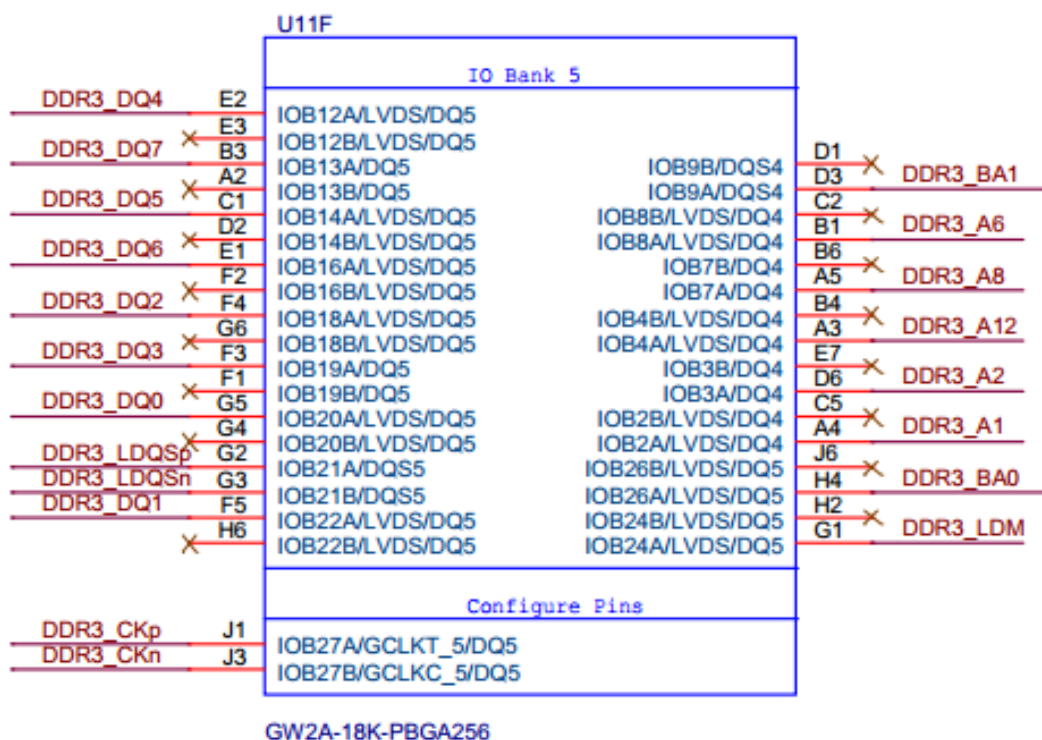 U11F
IO Bank 5
DDR3_DQ4 E2 IOB12A/LVDS/DQ5
E3 IOB12B/LVDS/DQ5
DDR3_DQ7 B3 IOB13A/DQ5
A2 IOB13B/DQ5
DDR3_DQ5 C1 IOB14A/LVDS/DQ5
D2 IOB14B/LVDS/DQ5
DDR3_DQ6 E1 IOB16A/LVDS/DQ5
F2 IOB16B/LVDS/DQ5
DDR3_DQ2 F4 IOB18A/LVDS/DQ5
G6 IOB18B/LVDS/DQ5
DDR3_DQ3 F3 IOB19A/DQ5
F1 IOB19B/DQ5
DDR3_DQ0 G5 IOB20A/LVDS/DQ5
G4 IOB20B/LVDS/DQ5
DDR3_LDQSp G2 IOB21A/DQS5
DDR3_LDQSn G3 IOB21B/DQS5
DDR3_DQ1 F5 IOB22A/LVDS/DQ5
H6 IOB22B/LVDS/DQ5
IOB9B/DQS4 D1
IOB9A/DQS4 D3 DDR3_BA1
IOB8B/LVDS/DQ4 C2
IOB8A/LVDS/DQ4 B1 DDR3_A6
IOB7B/DQ4 B6
IOB7A/DQ4 A5 DDR3_A8
IOB4B/LVDS/DQ4 B4
IOB4A/LVDS/DQ4 A3 DDR3_A12
IOB3B/DQ4 E7
IOB3A/DQ4 D6 DDR3_A2
IOB2B/LVDS/DQ4 C5
IOB2A/LVDS/DQ4 A4 DDR3_A1
IOB26B/LVDS/DQ5 J6
IOB26A/LVDS/DQ5 H4 DDR3_BA0
IOB24B/LVDS/DQ5 H2
IOB24A/LVDS/DQ5 G1 DDR3_LDM
Configure Pins
DDR3_CKp J1 IOB27A/GCLKT_5/DQ5
DDR3_CKn J3 IOB27B/GCLKC_5/DQ5
GW2A-18K-PBGA256